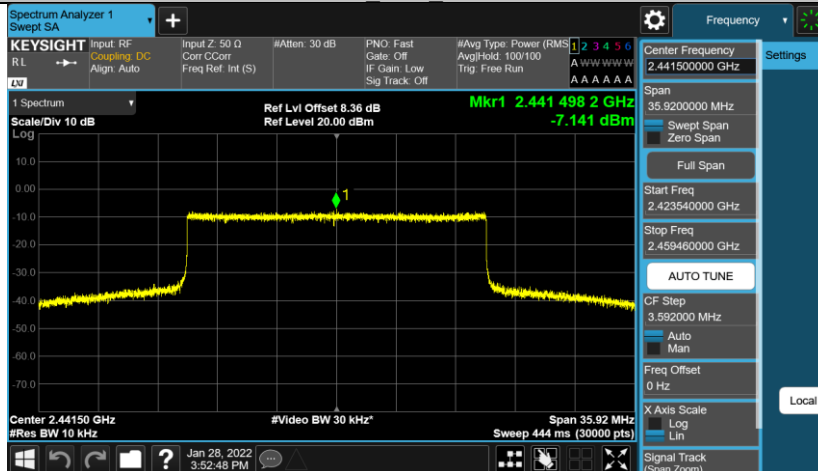 Spectrum Analyzer 1
Swept SA
+
Frequency
KEYSIGHT
RL
LXI
Input: RF
Coupling: DC
Align: Auto
Input Z: 50 Ω
Corr CCorr
Freq Ref: Int (S)
#Atten: 30 dB
PNO: Fast
Gate: Off
IF Gain: Low
Sig Track: Off
#Avg Type: Power (RMS
Avg|Hold: 100/100
Trig: Free Run
1 2 3 4 5 6
A W W W W W
A A A A A A
1 Spectrum
Scale/Div 10 dB
Log
Ref Lvl Offset 8.36 dB
Ref Level 20.00 dBm
Mkr1 2.441 498 2 GHz
-7.141 dBm
10.0
0.00
-10.0
-20.0
-30.0
-40.0
-50.0
-60.0
-70.0
1
Center 2.44150 GHz
#Res BW 10 kHz
#Video BW 30 kHz*
Span 35.92 MHz
Sweep 444 ms (30000 pts)
Jan 28, 2022
3:52:48 PM
Center Frequency
2.441500000 GHz
Settings
Span
35.9200000 MHz
Swept Span
Zero Span
Full Span
Start Freq
2.423540000 GHz
Stop Freq
2.459460000 GHz
AUTO TUNE
CF Step
3.592000 MHz
Auto
Man
Freq Offset
0 Hz
Local
X Axis Scale
Log
Lin
Signal Track
(Span Zoom)